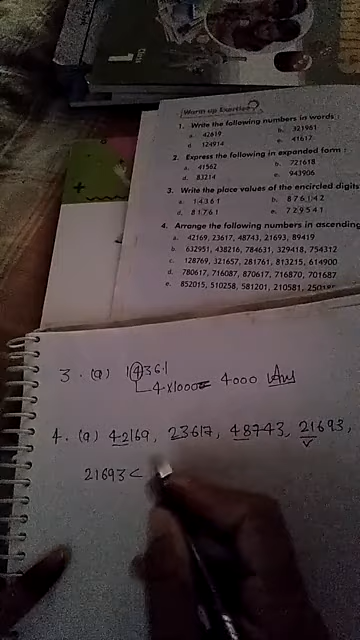 1
Warm up Exercise
1. Write the following numbers in words :
a. 42619 b. 321961
d. 124914 e. 41617
2. Express the following in expanded form :
a. 41562 b. 721618
d. 83214 e. 943906
3. Write the place values of the encircled digits
a. 14361 b. 876142
d. 81761 e. 729541
4. Arrange the following numbers in ascending
a. 42169, 23617, 48743, 21693, 89419
b. 632951, 438216, 784631, 329418, 754312
c. 128769, 321657, 281761, 813215, 614900
d. 780617, 716087, 870617, 716870, 701687
e. 852015, 510258, 581201, 210581,
3. (a) 14361
4×1000= 4000 Ans
4. (a) 42169, 23617, 48743, 21693,
21693 <